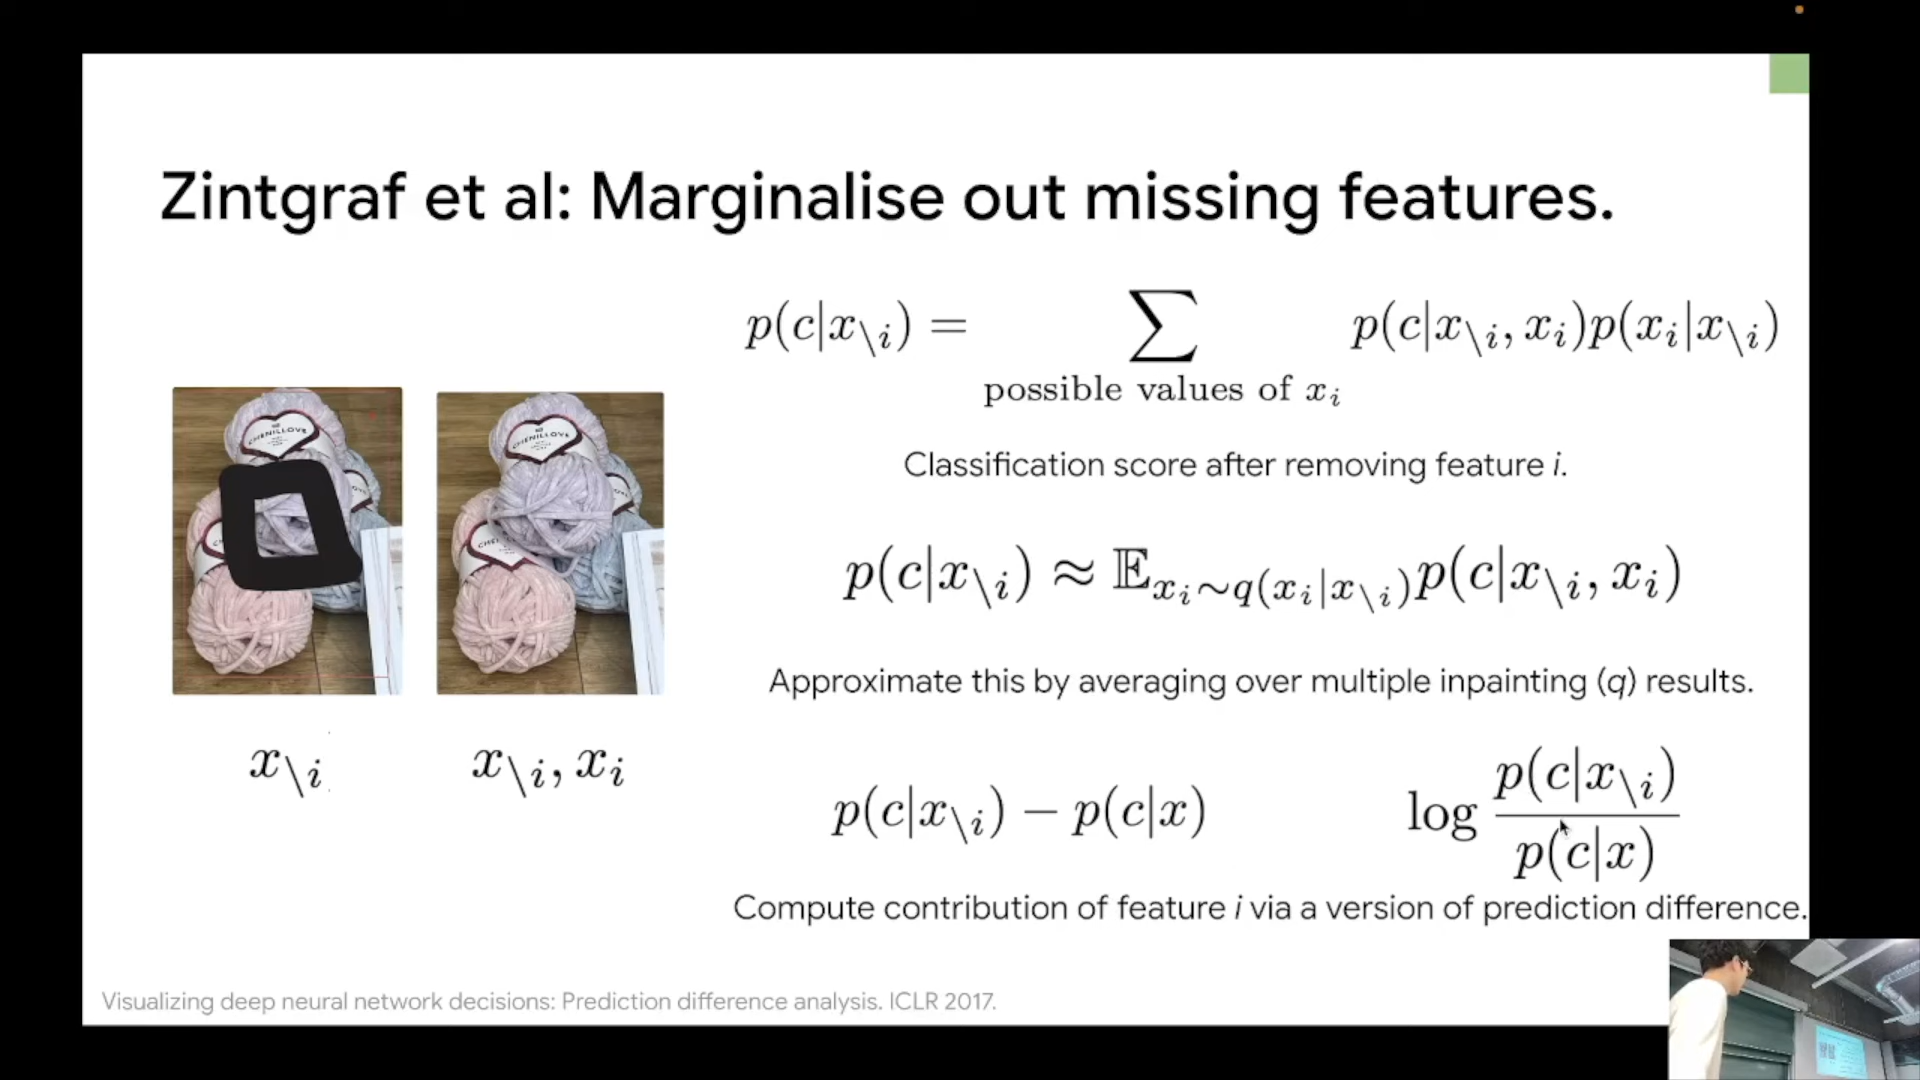 Zintgraf et al: Marginalise out missing features.
p(c|x\i) = ∑ p(c|x\i, xi)p(xi|x\i)
possible values of xi
Classification score after removing feature i.
CHENILLOVE
CHENILLOVE
p(c|x\i) ≈ 𝔼xi∼q(xi|x\i)p(c|x\i, xi)
Approximate this by averaging over multiple inpainting (q) results.
x\i
x\i, xi
p(c|x\i) − p(c|x)
log p(c|x\i) / p(c|x)
Compute contribution of feature i via a version of prediction difference.
Visualizing deep neural network decisions: Prediction difference analysis. ICLR 2017.